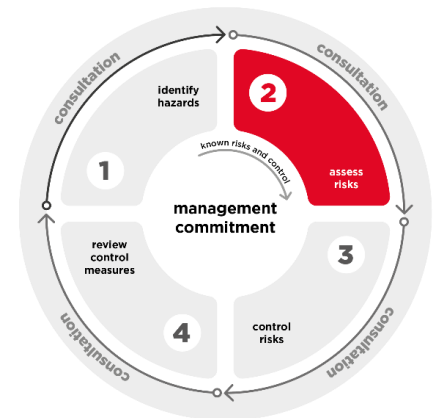 consultation
consultation
identify
hazards
1
2
assess
risks
known risks and control
management
commitment
3
control
risks
4
review
control
measures
consultation
consultation